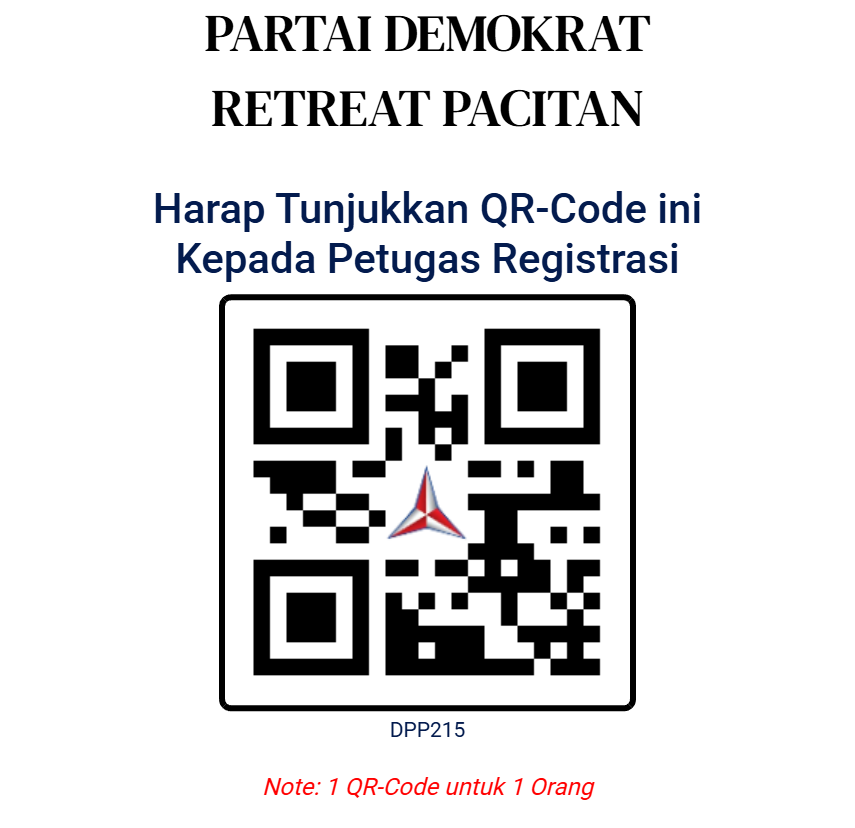 PARTAI DEMOKRAT
RETREAT PACITAN
Harap Tunjukkan QR-Code ini
Kepada Petugas Registrasi
DPP215
Note: 1 QR-Code untuk 1 Orang